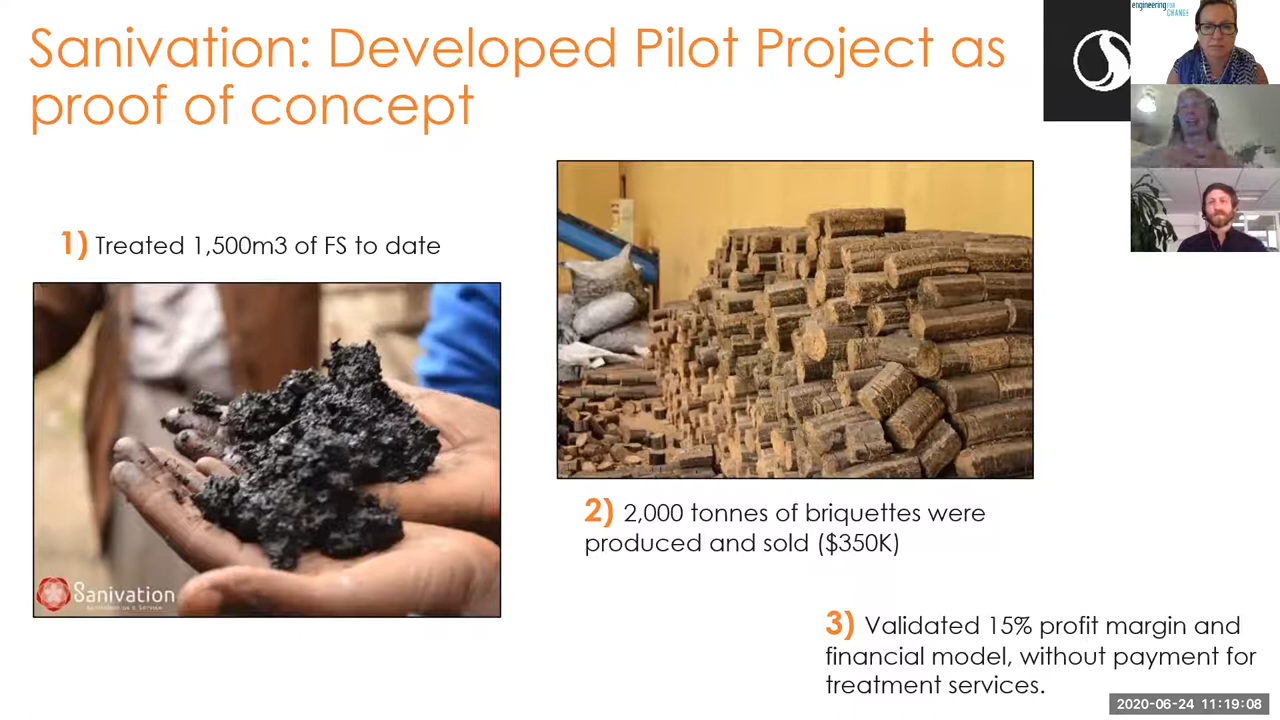 Sanivation: Developed Pilot Project as
proof of concept
engineering FOR
CHANGE
1) Treated 1,500m3 of FS to date
Sanivation
2) 2,000 tonnes of briquettes were
produced and sold ($350K)
3) Validated 15% profit margin and
financial model, without payment for
treatment services.
2020-06-24 11:19:08